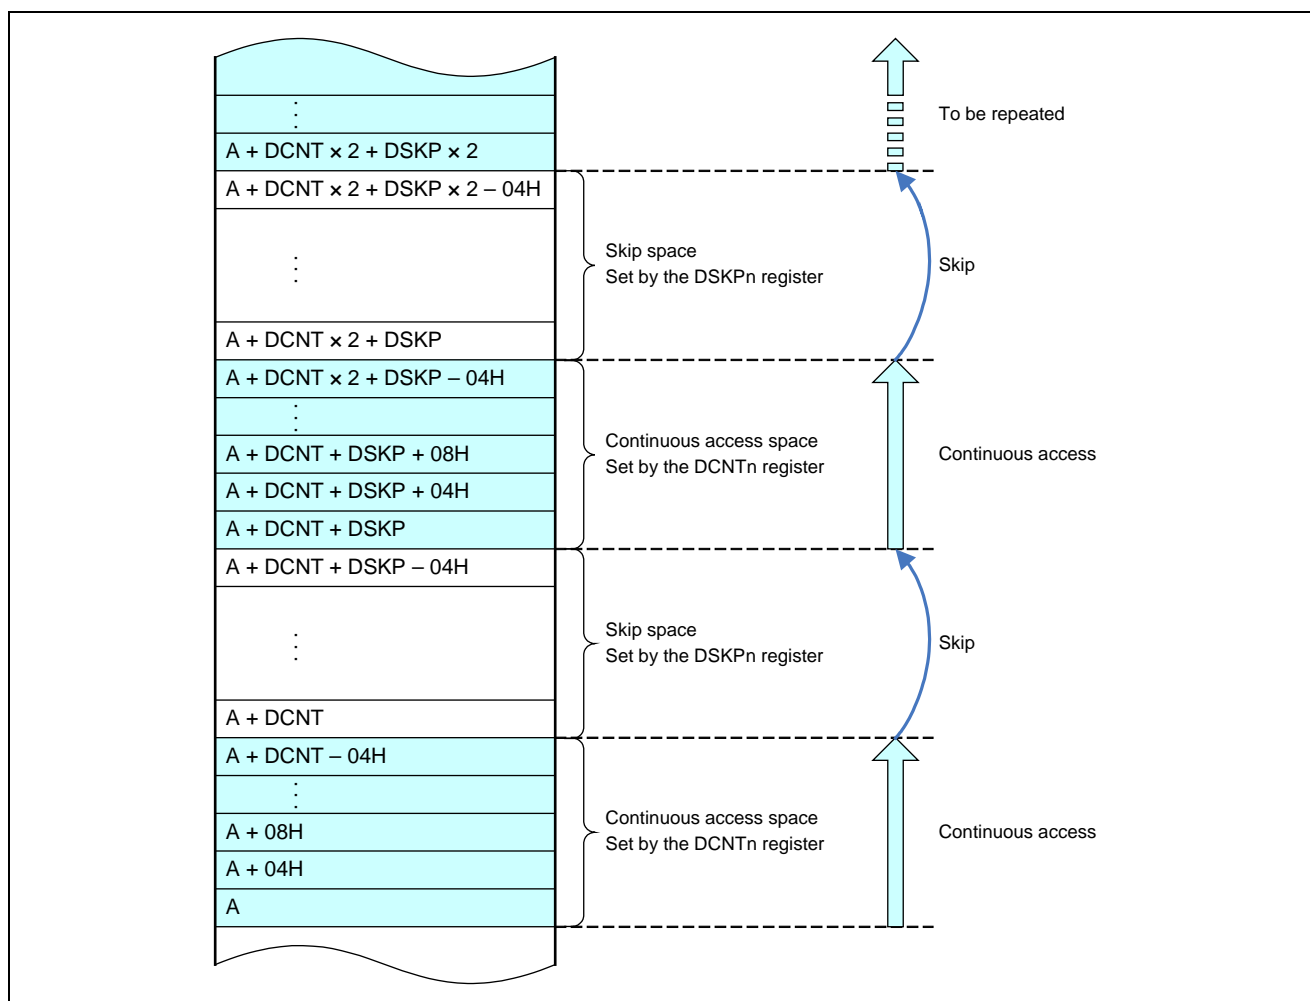 ⋮
To be repeated
A + DCNT × 2 + DSKP × 2
A + DCNT × 2 + DSKP × 2 – 04H
Skip space
Set by the DSKPn register
⋮
Skip
A + DCNT × 2 + DSKP
A + DCNT × 2 + DSKP – 04H
⋮
Continuous access space
Set by the DCNTn register
A + DCNT + DSKP + 08H
Continuous access
A + DCNT + DSKP + 04H
A + DCNT + DSKP
A + DCNT + DSKP – 04H
Skip space
Set by the DSKPn register
⋮
Skip
A + DCNT
A + DCNT – 04H
⋮
Continuous access space
Set by the DCNTn register
A + 08H
Continuous access
A + 04H
A